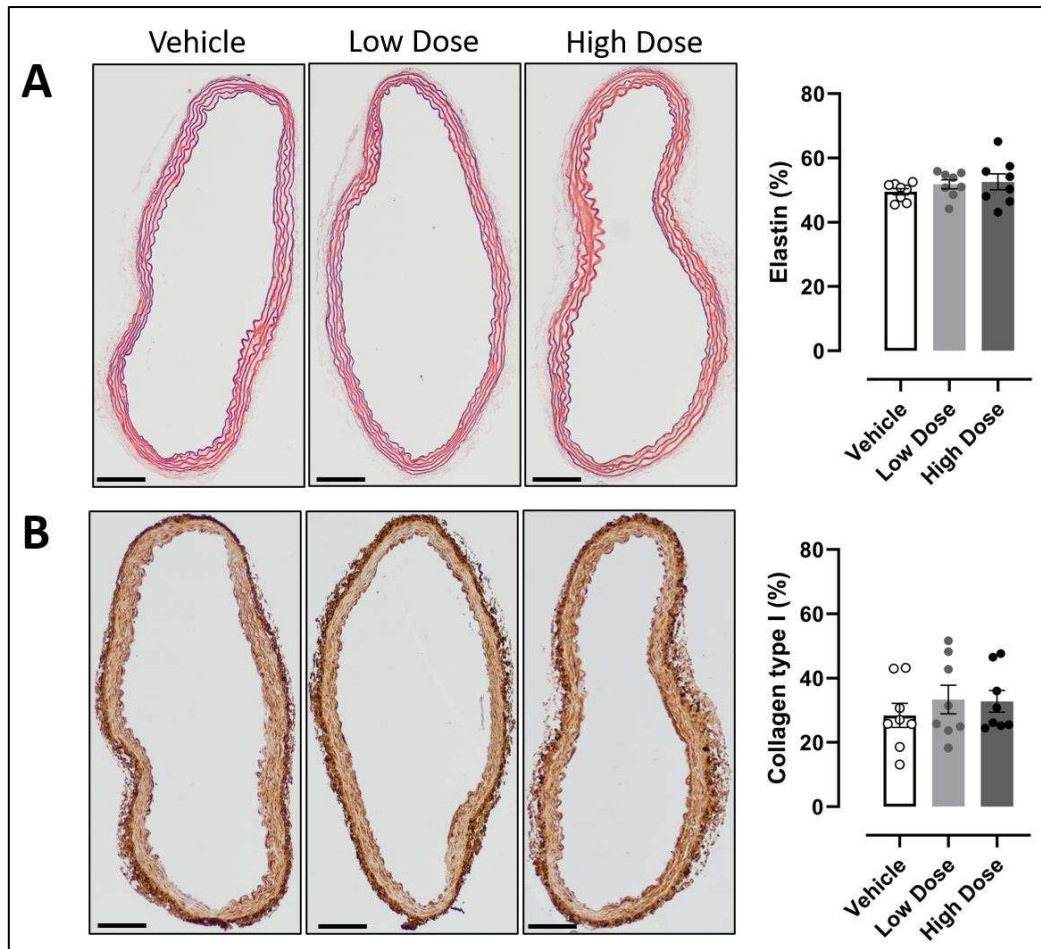 Vehicle Low Dose High Dose
A
Elastin (%)
80
60
40
20
0
Vehicle
Low Dose
High Dose
B
Collagen type I (%)
80
60
40
20
0
Vehicle
Low Dose
High Dose